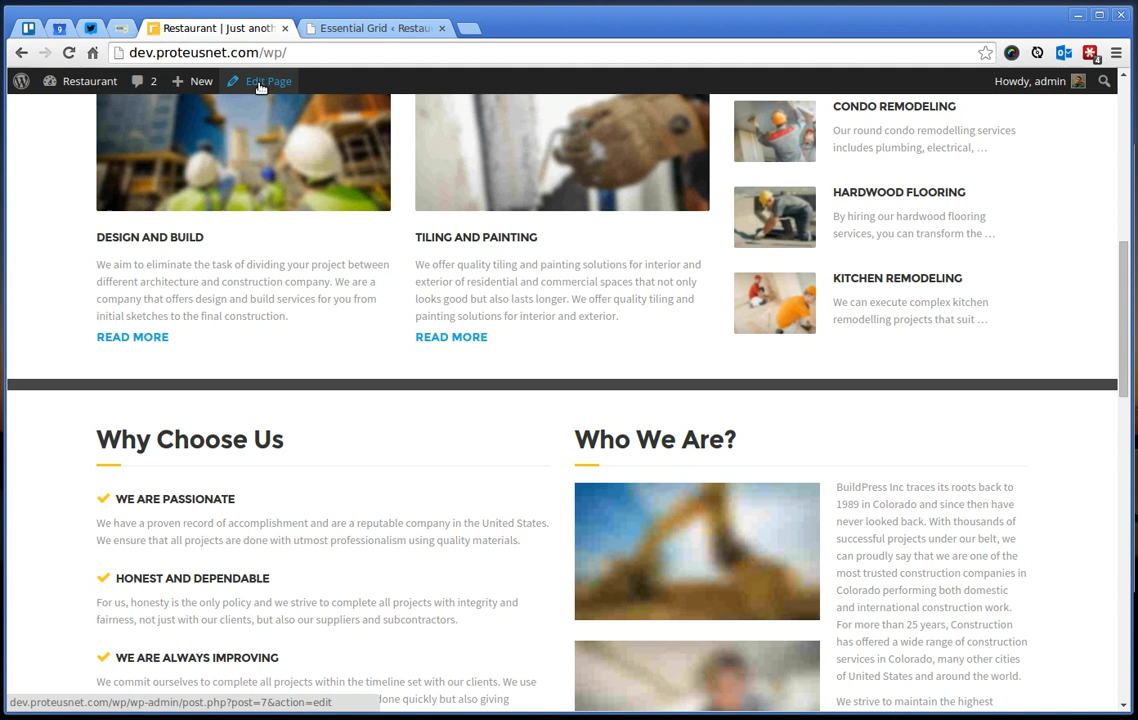 Restaurant | Just anoth
Essential Grid ‹ Restau
dev.proteusnet.com/wp/
Restaurant
2
New
Edit Page
Howdy, admin
4
9
CONDO REMODELING
Our round condo remodelling services
includes plumbing, electrical, …
HARDWOOD FLOORING
By hiring our hardwood flooring
services, you can transform the …
KITCHEN REMODELING
We can execute complex kitchen
remodelling projects that suit …
DESIGN AND BUILD
We aim to eliminate the task of dividing your project between
different architecture and construction company. We are a
company that offers design and build services for you from
initial sketches to the final construction.
READ MORE
TILING AND PAINTING
We offer quality tiling and painting solutions for interior and
exterior of residential and commercial spaces that not only
looks good but also lasts longer. We offer quality tiling and
painting solutions for interior and exterior.
READ MORE
Why Choose Us
WE ARE PASSIONATE
We have a proven record of accomplishment and are a reputable company in the United States.
We ensure that all projects are done with utmost professionalism using quality materials.
HONEST AND DEPENDABLE
For us, honesty is the only policy and we strive to complete all projects with integrity and
fairness, not just with our clients, but also our suppliers and subcontractors.
WE ARE ALWAYS IMPROVING
We commit ourselves to complete all projects within the timeline set with our clients. We use
done quickly but also giving
Who We Are?
BuildPress Inc traces its roots back to
1989 in Colorado and since then have
never looked back. With thousands of
successful projects under our belt, we
can proudly say that we are one of the
most trusted construction companies in
Colorado performing both domestic
and international construction work.
For more than 25 years, Construction
has offered a wide range of construction
services in Colorado, many other cities
of United States and around the world.
We strive to maintain the highest
dev.proteusnet.com/wp/wp-admin/post.php?post=7&action=edit